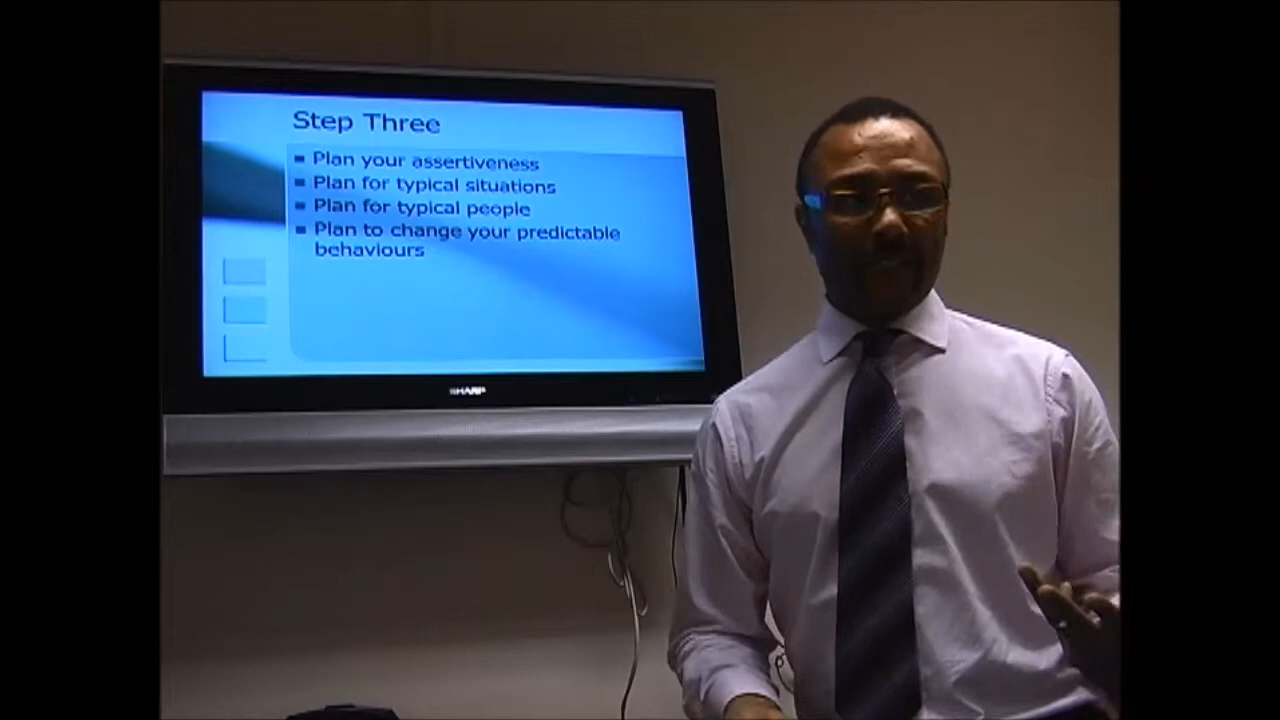 Step Three
Plan your assertiveness
Plan for typical situations
Plan for typical people
Plan to change your predictable
behaviours
SHARP